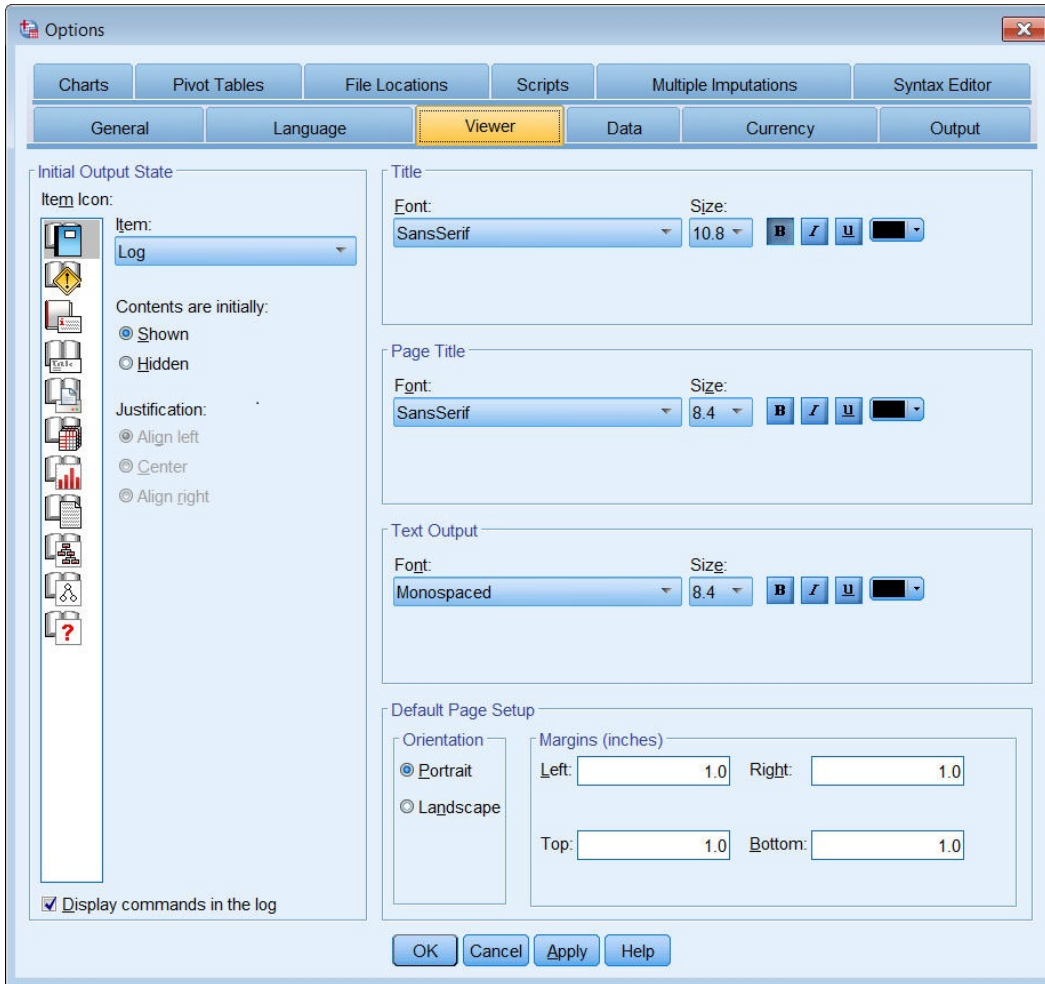 Options
Charts Pivot Tables File Locations Scripts Multiple Imputations Syntax Editor
General Language Viewer Data Currency Output
Initial Output State
Item Icon:
Item:
Log
Contents are initially:
Shown
Hidden
Justification:
Align left
Center
Align right
Display commands in the log
Title
Font: Size:
SansSerif 10.8 B I U
Page Title
Font: Size:
SansSerif 8.4 B I U
Text Output
Font: Size:
Monospaced 8.4 B I U
Default Page Setup
Orientation
Portrait
Landscape
Margins (inches)
Left: 1.0 Right: 1.0
Top: 1.0 Bottom: 1.0
OK Cancel Apply Help